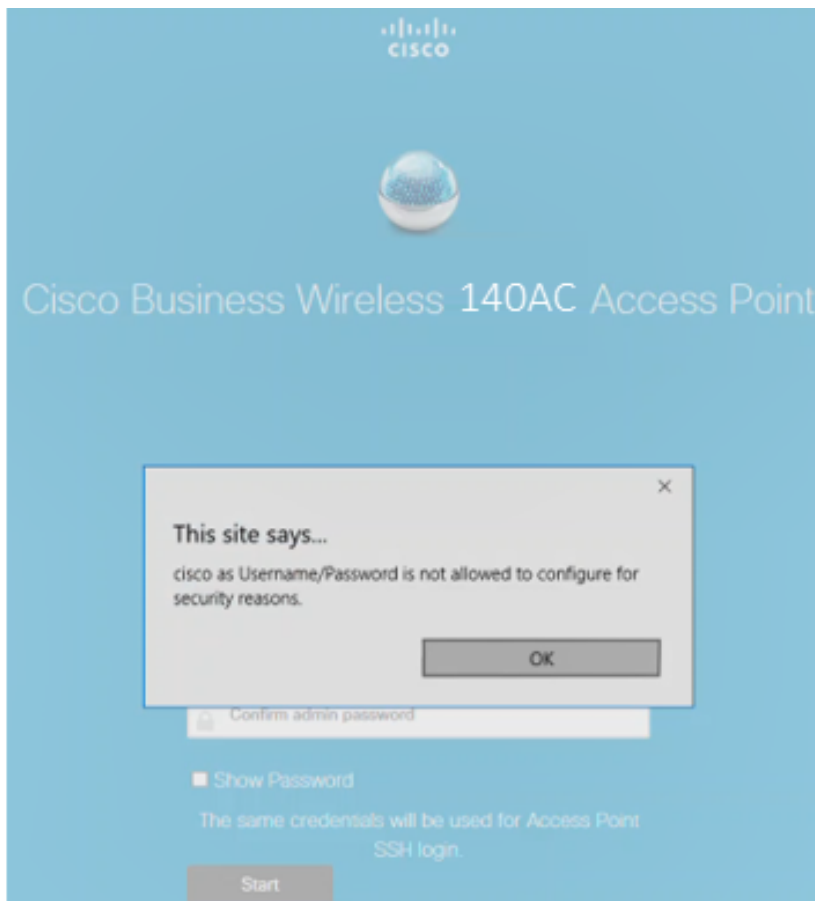 CISCO
Cisco Business Wireless 140AC Access Point
This site says...
cisco as Username/Password is not allowed to configure for
security reasons.
OK
Confirm admin password
Show Password
The same credentials will be used for Access Point
SSH login.
Start